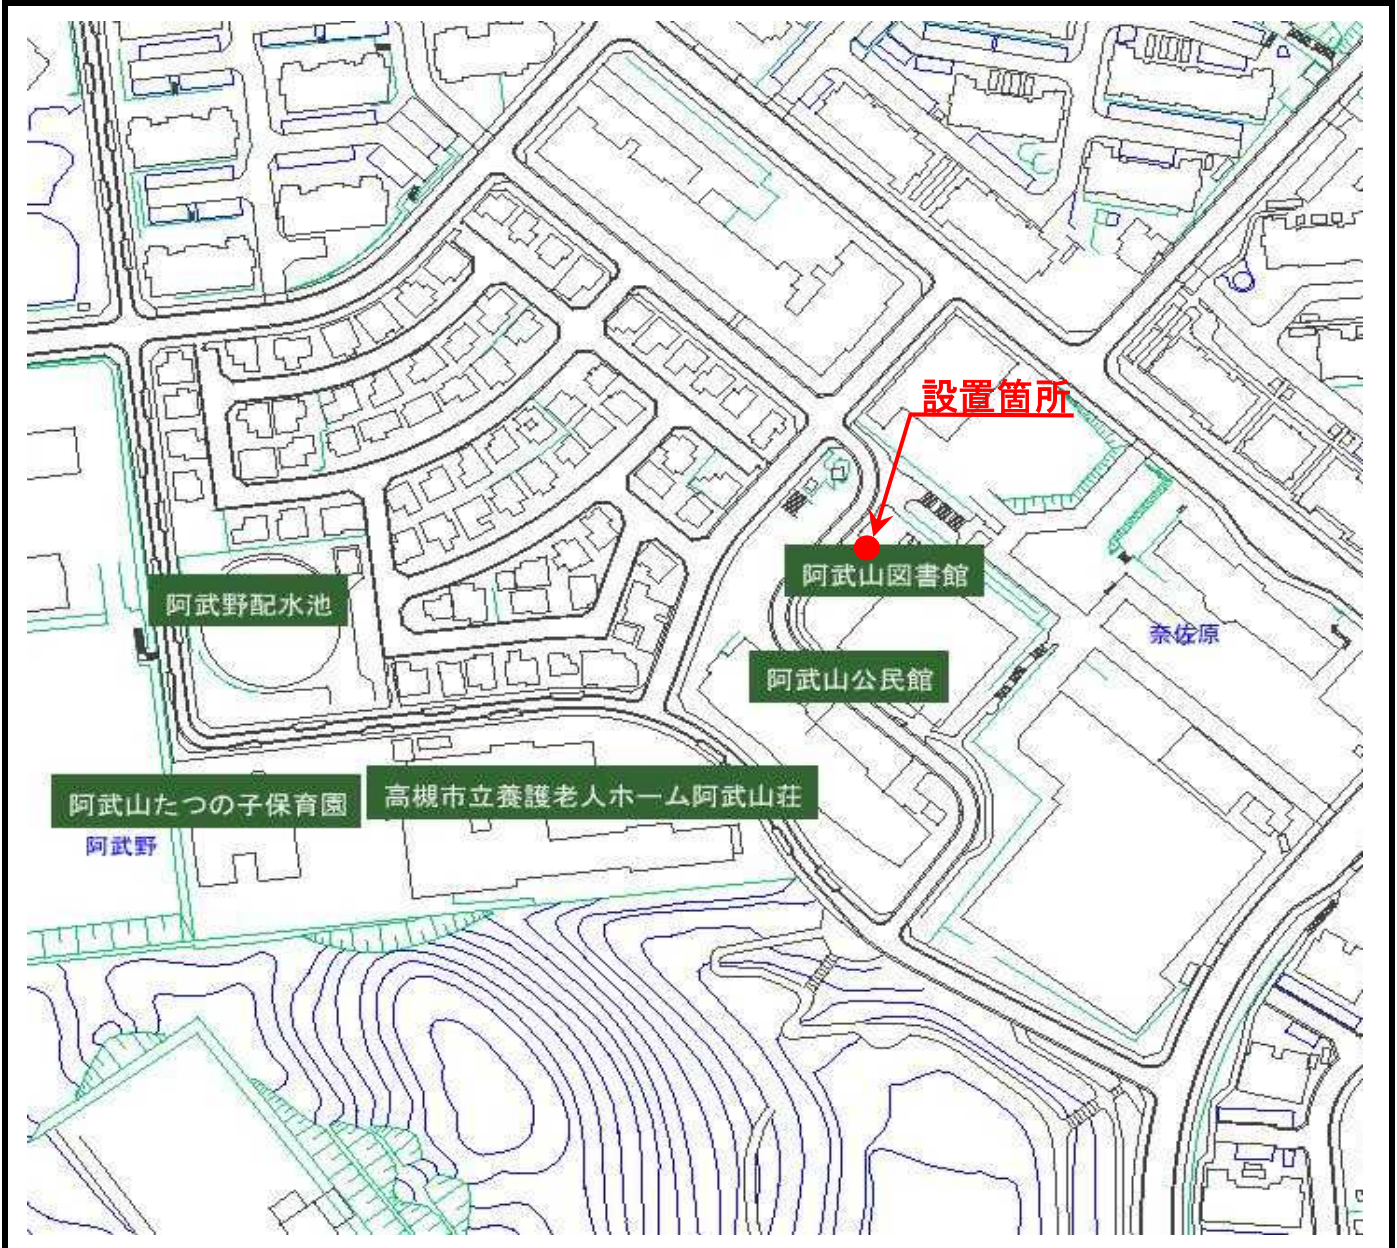 設置箇所
阿武山図書館
阿武野配水池
奈佐原
阿武山公民館
高槻市立養護老人ホーム阿武山荘
阿武山たつの子保育園
阿武野